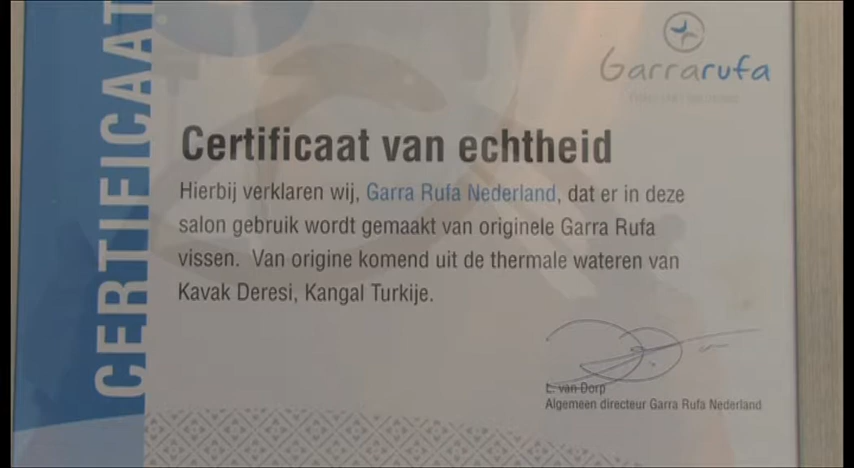 CERTIFICAAT
Garrarufa
Certificaat van echtheid
Hierbij verklaren wij, Garra Rufa Nederland, dat er in deze
salon gebruik wordt gemaakt van originele Garra Rufa
vissen. Van origine komend uit de thermale wateren van
Kavak Deresi, Kangal Turkije.
L. van Dorp
Algemeen directeur Garra Rufa Nederland